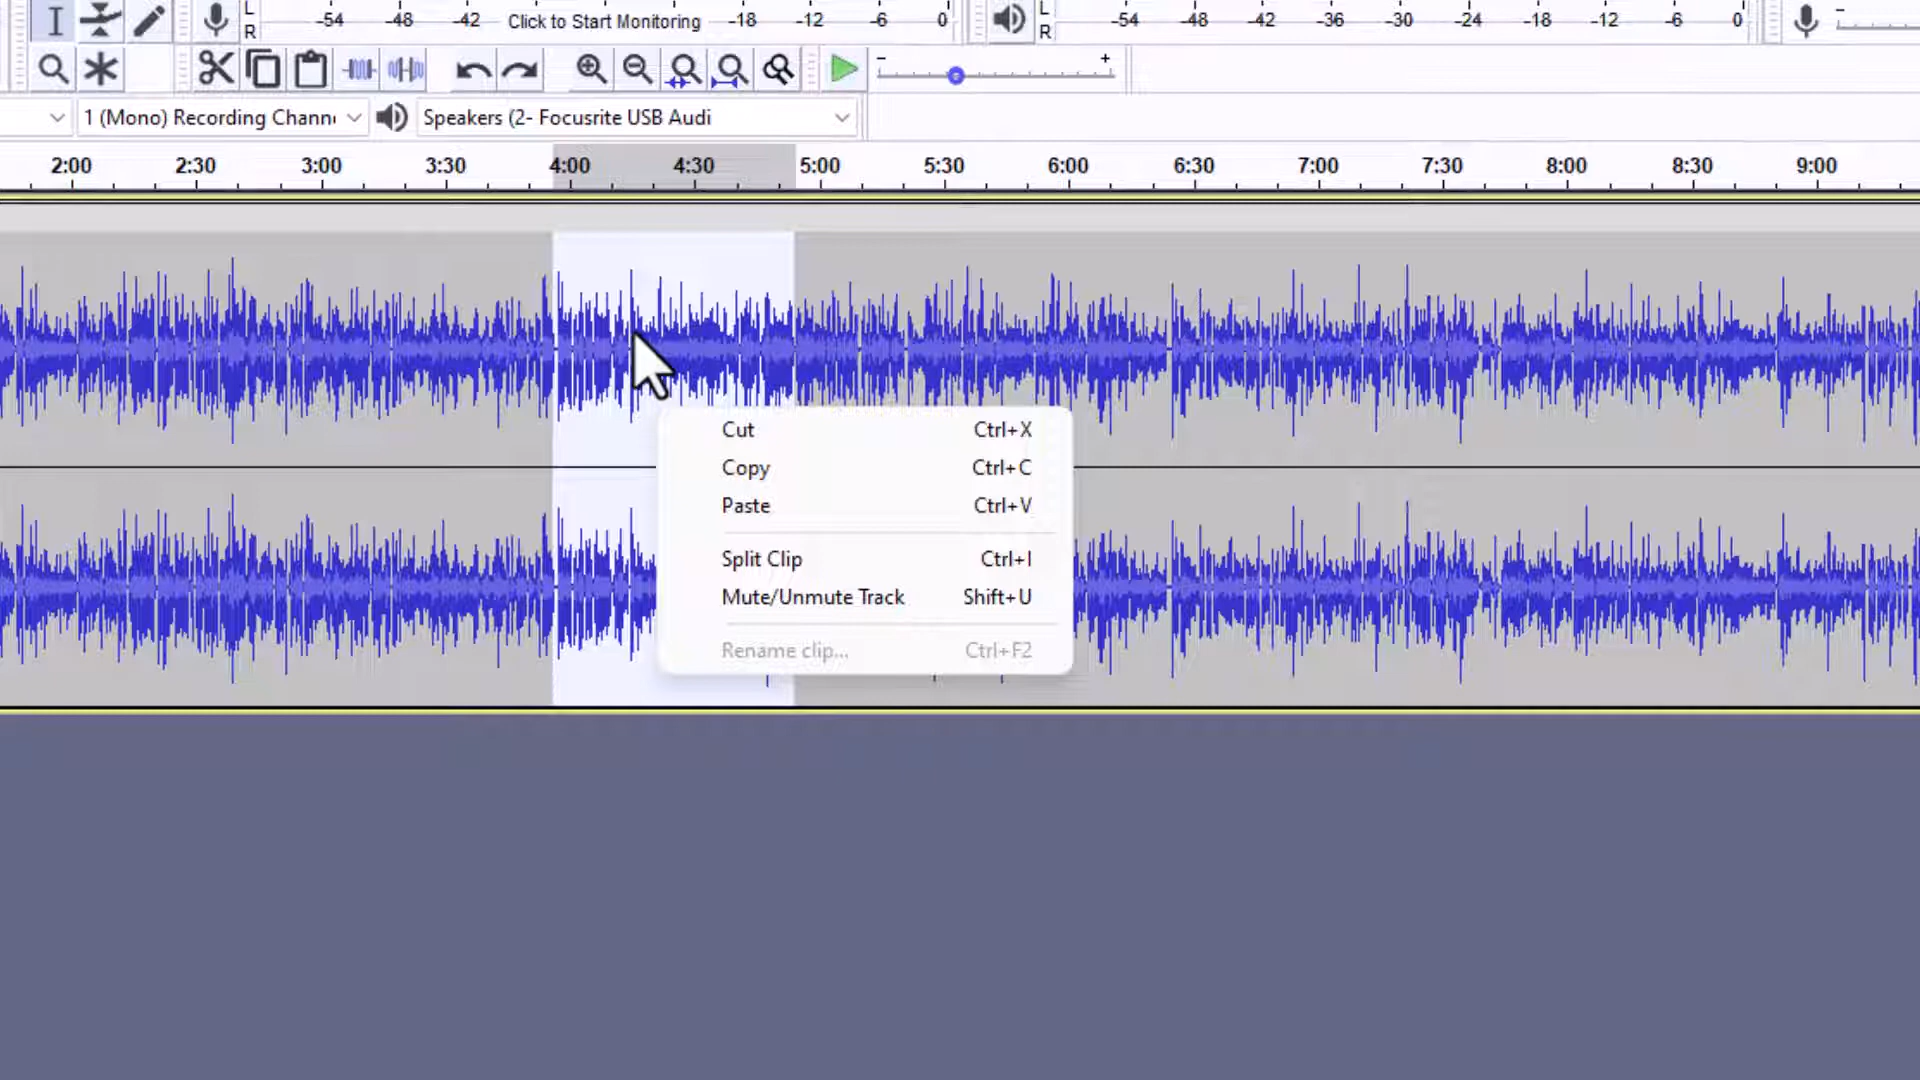 L
R
-54 -48 -42 Click to Start Monitoring -18 -12 -6 0
L
R
-54 -48 -42 -36 -30 -24 -18 -12 -6 0
- +
1 (Mono) Recording Chann
Speakers (2- Focusrite USB Audi
2:00 2:30 3:00 3:30 4:00 4:30 5:00 5:30 6:00 6:30 7:00 7:30 8:00 8:30 9:00
Cut Ctrl+X
Copy Ctrl+C
Paste Ctrl+V
Split Clip Ctrl+I
Mute/Unmute Track Shift+U
Rename clip... Ctrl+F2